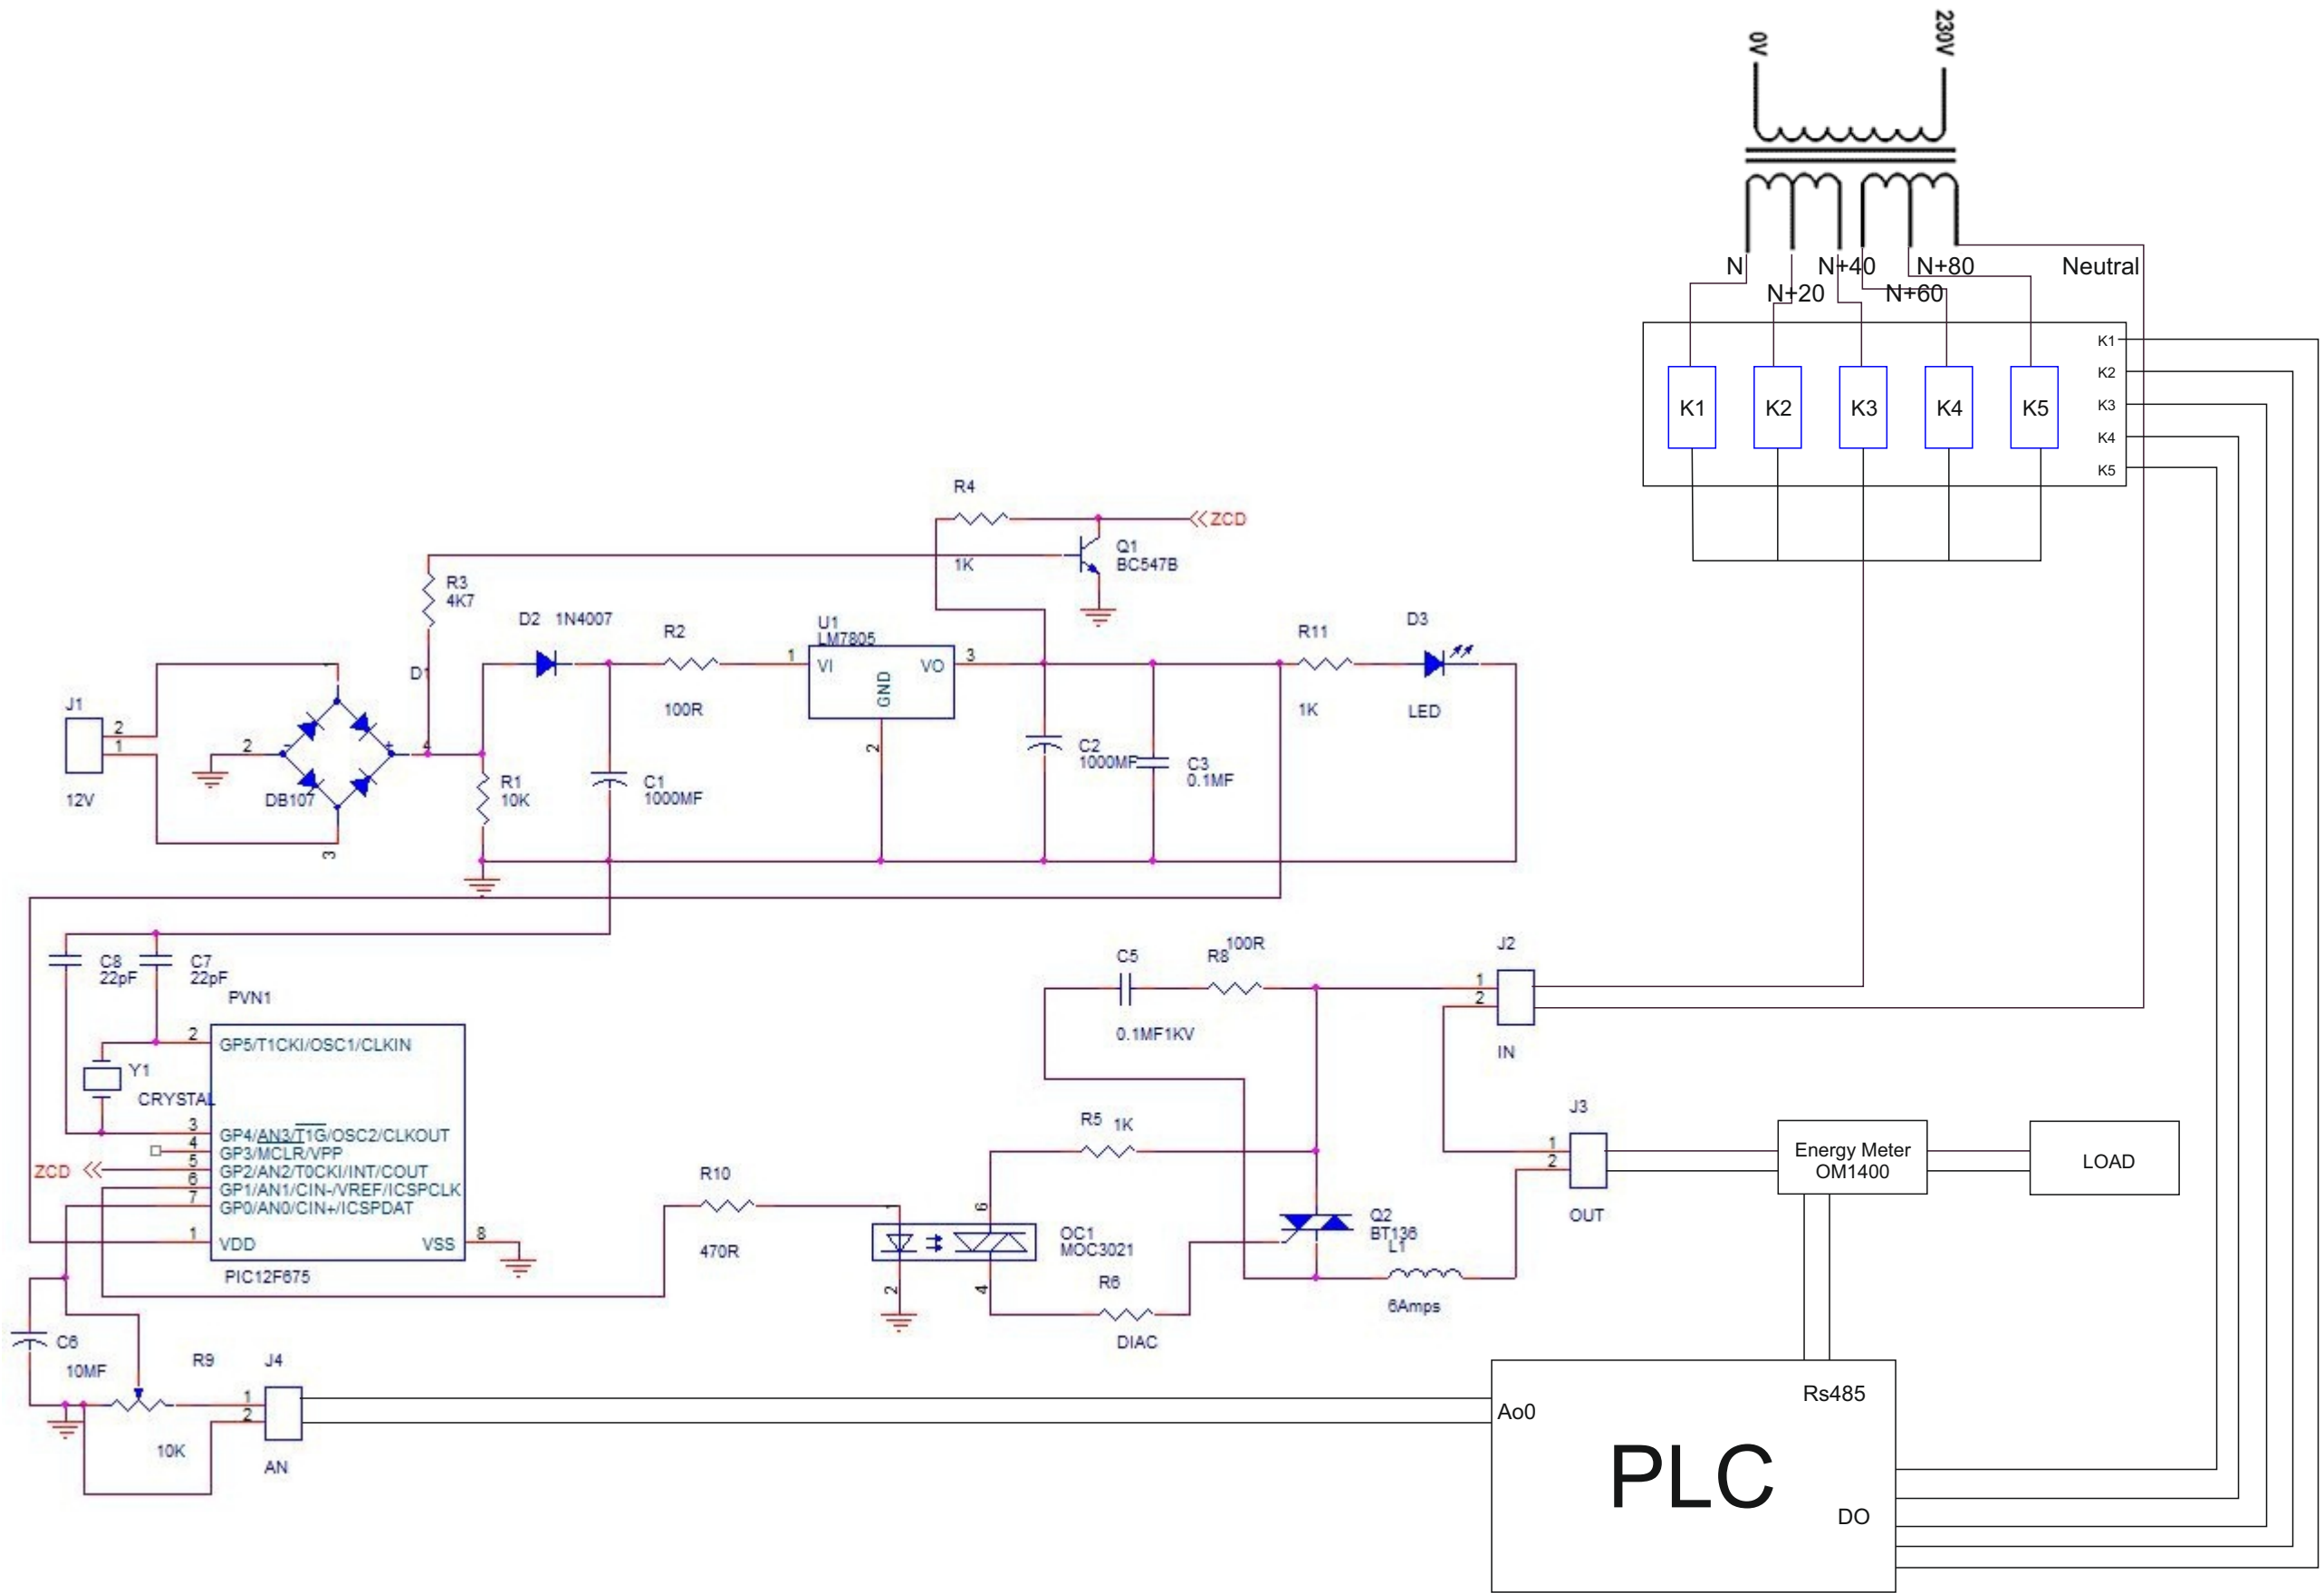 0V
230V
N
N+20
N+40
N+60
N+80
Neutral
K1
K2
K3
K4
K5
K1
K2
K3
K4
K5
R4
1K
ZCD
Q1
BC547B
R3
4K7
D2 1N4007
R2
100R
U1
LM7805
1
VI
VO
3
GND
2
R11
1K
D3
LED
D1
J1
2
1
12V
2
-
+
4
DB107
3
R1
10K
C1
1000MF
C2
1000MF
C3
0.1MF
C8
22pF
C7
22pF
PVN1
2
GP5/T1CKI/OSC1/CLKIN
Y1
CRYSTAL
3
GP4/AN3/T1G/OSC2/CLKOUT
4
GP3/MCLR/VPP
ZCD
5
GP2/AN2/T0CKI/INT/COUT
6
GP1/AN1/CIN-/VREF/ICSPCLK
7
GP0/AN0/CIN+/ICSPDAT
1
VDD
VSS
8
PIC12F675
C6
10MF
R9
10K
J4
1
2
AN
R10
470R
1
2
6
4
OC1
MOC3021
C5
0.1MF1KV
R8
100R
R5
1K
R6
DIAC
Q2
BT136
L1
6Amps
J2
1
2
IN
J3
1
2
OUT
Energy Meter
OM1400
LOAD
Ao0
Rs485
PLC
DO